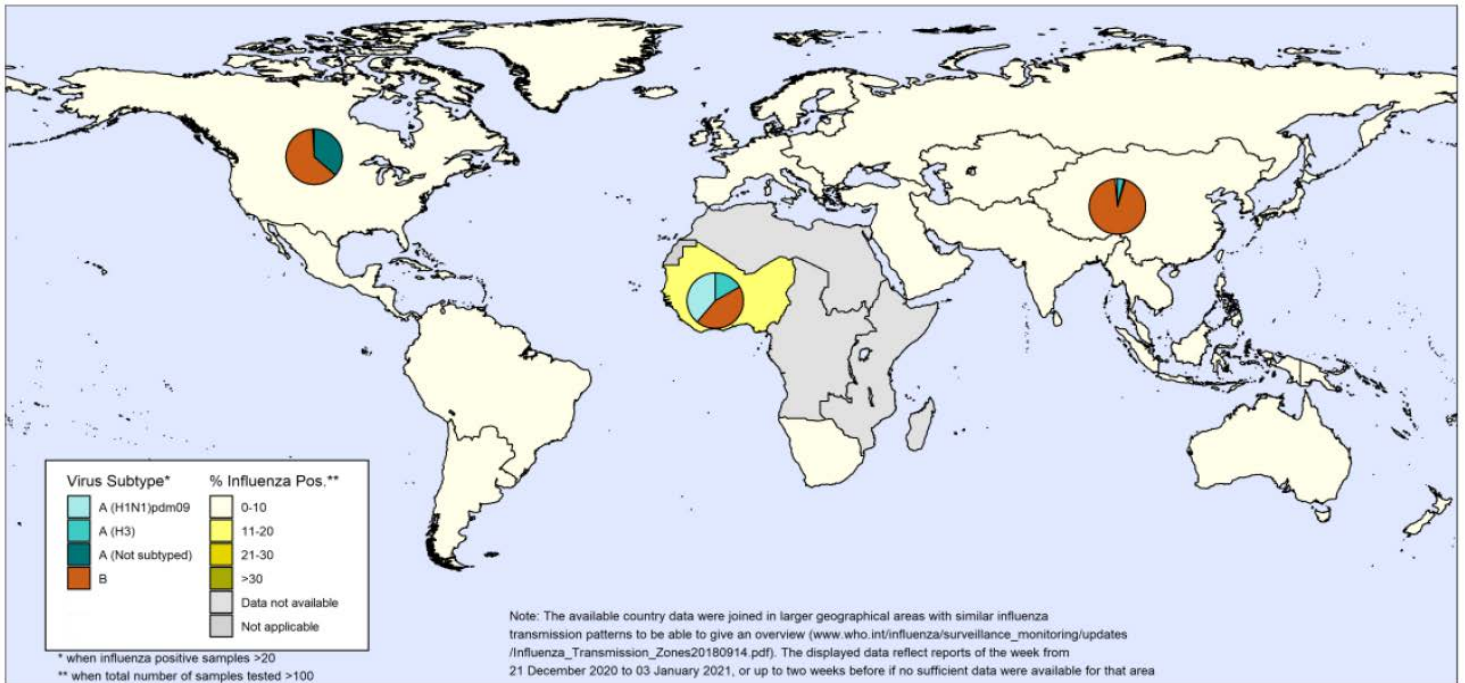 Virus Subtype* % Influenza Pos.**
A (H1N1)pdm09 0-10
A (H3) 11-20
A (Not subtyped) 21-30
B >30
Data not available
Not applicable
* when influenza positive samples >20
** when total number of samples tested >100
Note: The available country data were joined in larger geographical areas with similar influenza
transmission patterns to be able to give an overview (www.who.int/influenza/surveillance_monitoring/updates
/Influenza_Transmission_Zones20180914.pdf). The displayed data reflect reports of the week from
21 December 2020 to 03 January 2021, or up to two weeks before if no sufficient data were available for that area